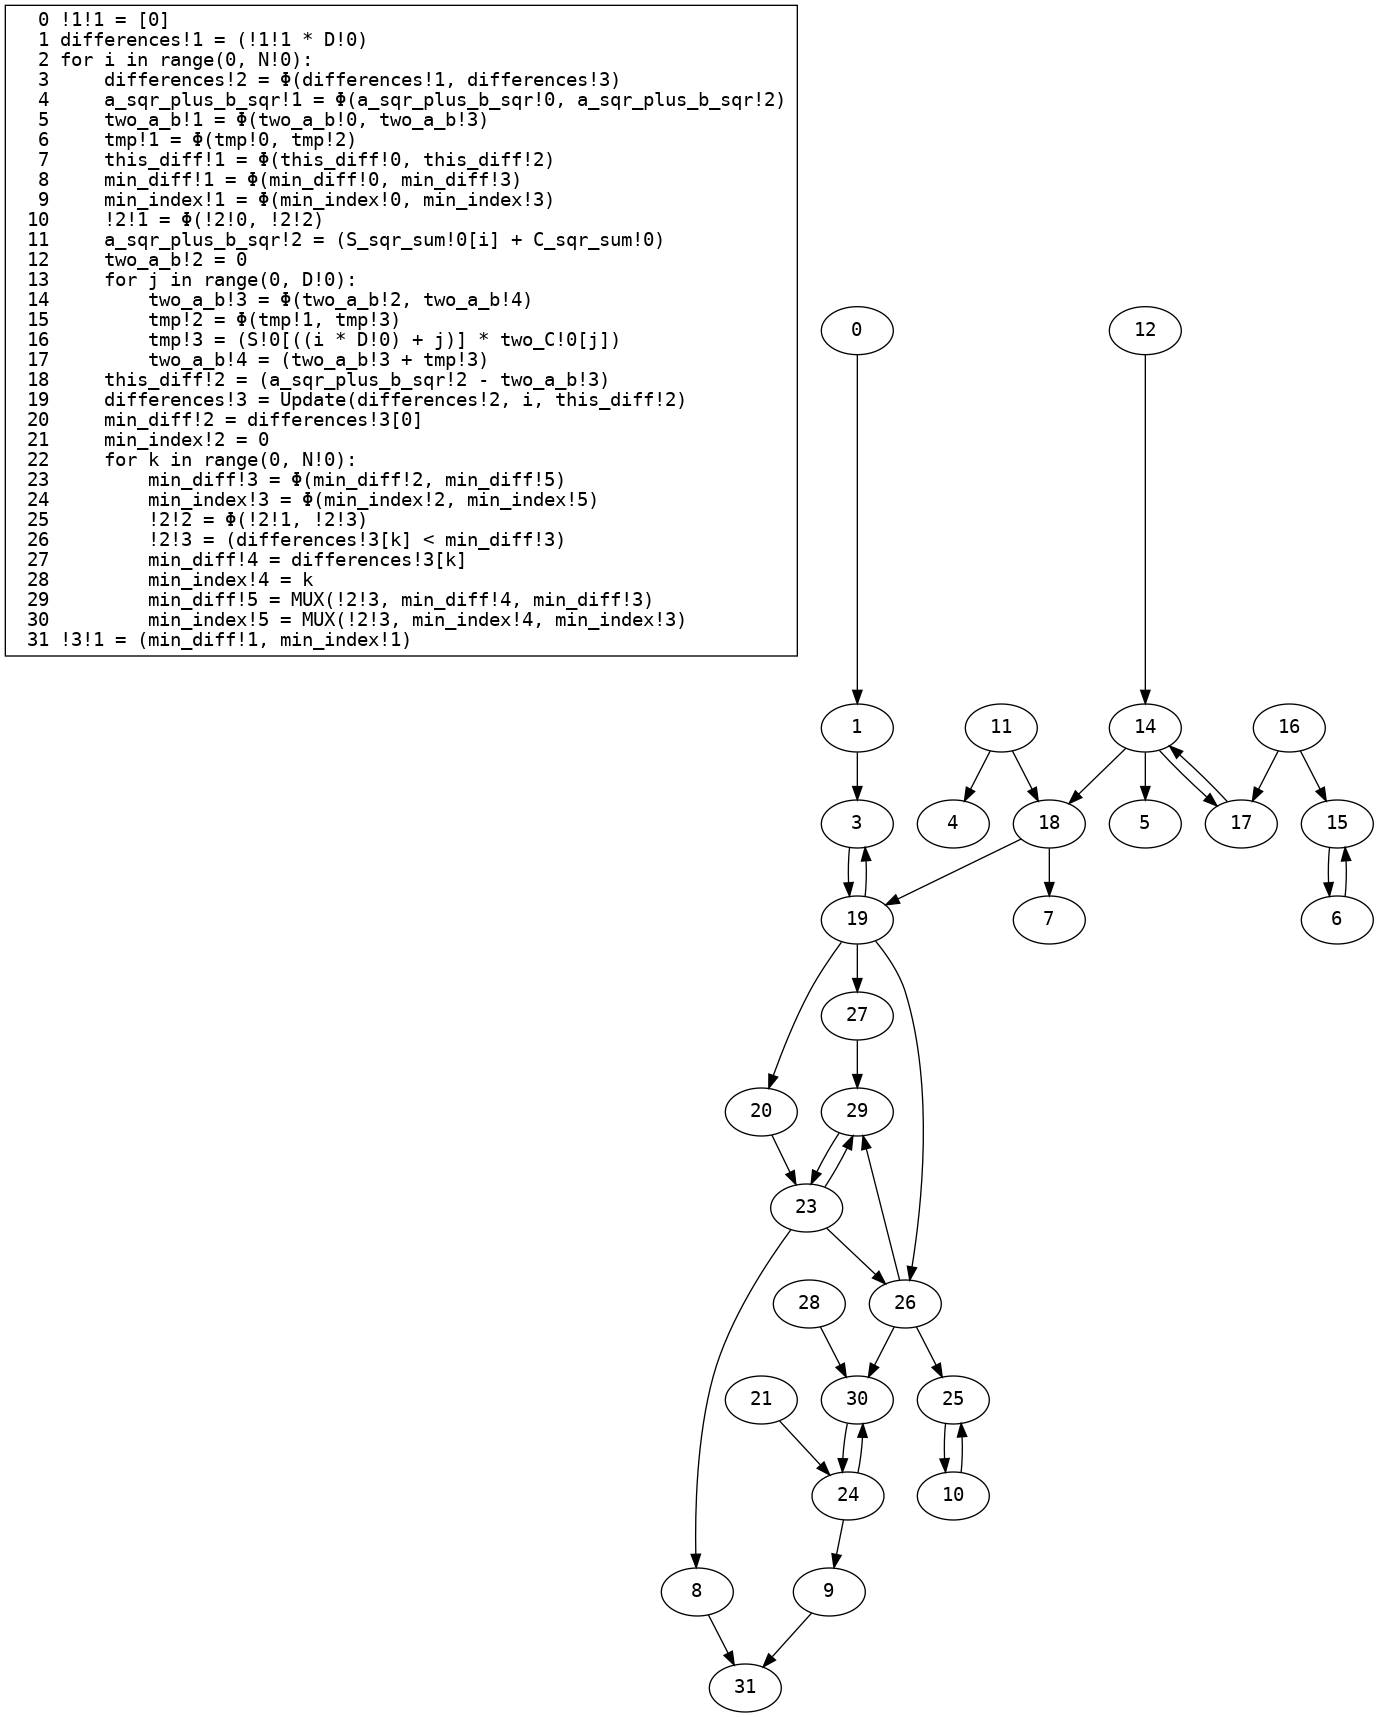 0 !1!1 = [0]
1 differences!1 = (!1!1 * D!0)
2 for i in range(0, N!0):
3     differences!2 = Φ(differences!1, differences!3)
4     a_sqr_plus_b_sqr!1 = Φ(a_sqr_plus_b_sqr!0, a_sqr_plus_b_sqr!2)
5     two_a_b!1 = Φ(two_a_b!0, two_a_b!3)
6     tmp!1 = Φ(tmp!0, tmp!2)
7     this_diff!1 = Φ(this_diff!0, this_diff!2)
8     min_diff!1 = Φ(min_diff!0, min_diff!3)
9     min_index!1 = Φ(min_index!0, min_index!3)
10     !2!1 = Φ(!2!0, !2!2)
11     a_sqr_plus_b_sqr!2 = (S_sqr_sum!0[i] + C_sqr_sum!0)
12     two_a_b!2 = 0
13     for j in range(0, D!0):
14         two_a_b!3 = Φ(two_a_b!2, two_a_b!4)
15         tmp!2 = Φ(tmp!1, tmp!3)
16         tmp!3 = (S!0[((i * D!0) + j)] * two_C!0[j])
17         two_a_b!4 = (two_a_b!3 + tmp!3)
18     this_diff!2 = (a_sqr_plus_b_sqr!2 - two_a_b!3)
19     differences!3 = Update(differences!2, i, this_diff!2)
20     min_diff!2 = differences!3[0]
21     min_index!2 = 0
22     for k in range(0, N!0):
23         min_diff!3 = Φ(min_diff!2, min_diff!5)
24         min_index!3 = Φ(min_index!2, min_index!5)
25         !2!2 = Φ(!2!1, !2!3)
26         !2!3 = (differences!3[k] < min_diff!3)
27         min_diff!4 = differences!3[k]
28         min_index!4 = k
29         min_diff!5 = MUX(!2!3, min_diff!4, min_diff!3)
30         min_index!5 = MUX(!2!3, min_index!4, min_index!3)
31 !3!1 = (min_diff!1, min_index!1)
0
12
1
11
14
16
3
4
18
5
17
15
19
7
6
27
20
29
23
28
26
21
30
25
24
10
8
9
31